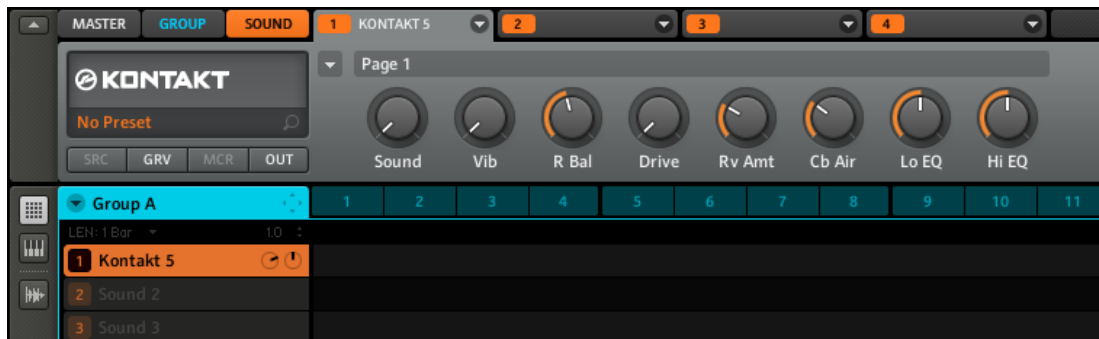 MASTER GROUP SOUND 1 KONTAKT 5 2 3 4
KONTAKT
Page 1
No Preset
SRC GRV MCR OUT
Sound Vib R Bal Drive Rv Amt Cb Air Lo EQ Hi EQ
Group A 1 2 3 4 5 6 7 8 9 10 11
LEN: 1 Bar 1.0
1 Kontakt 5
2 Sound 2
3 Sound 3